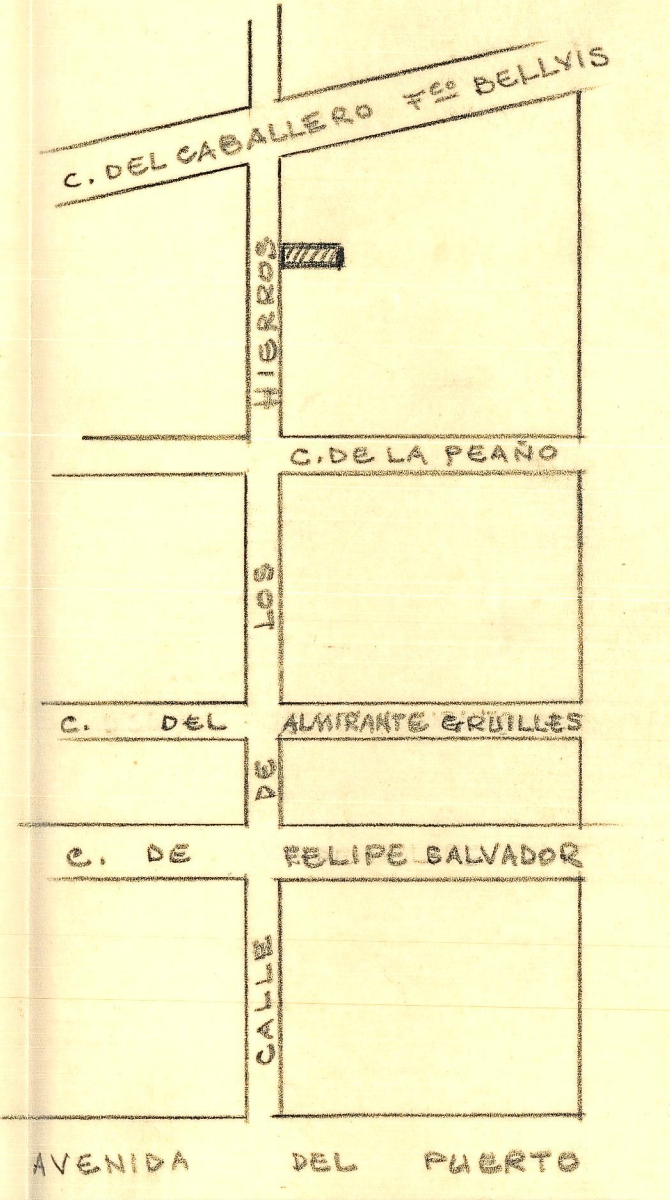 C. DEL CABALLERO Fco BELLVIS
C. DE LA PEAÑO
C. DEL ALMIRANTE GRÜILLES
C. DE FELIPE SALVADOR
CALLE DE LOS HIERROS
AVENIDA DEL PUERTO